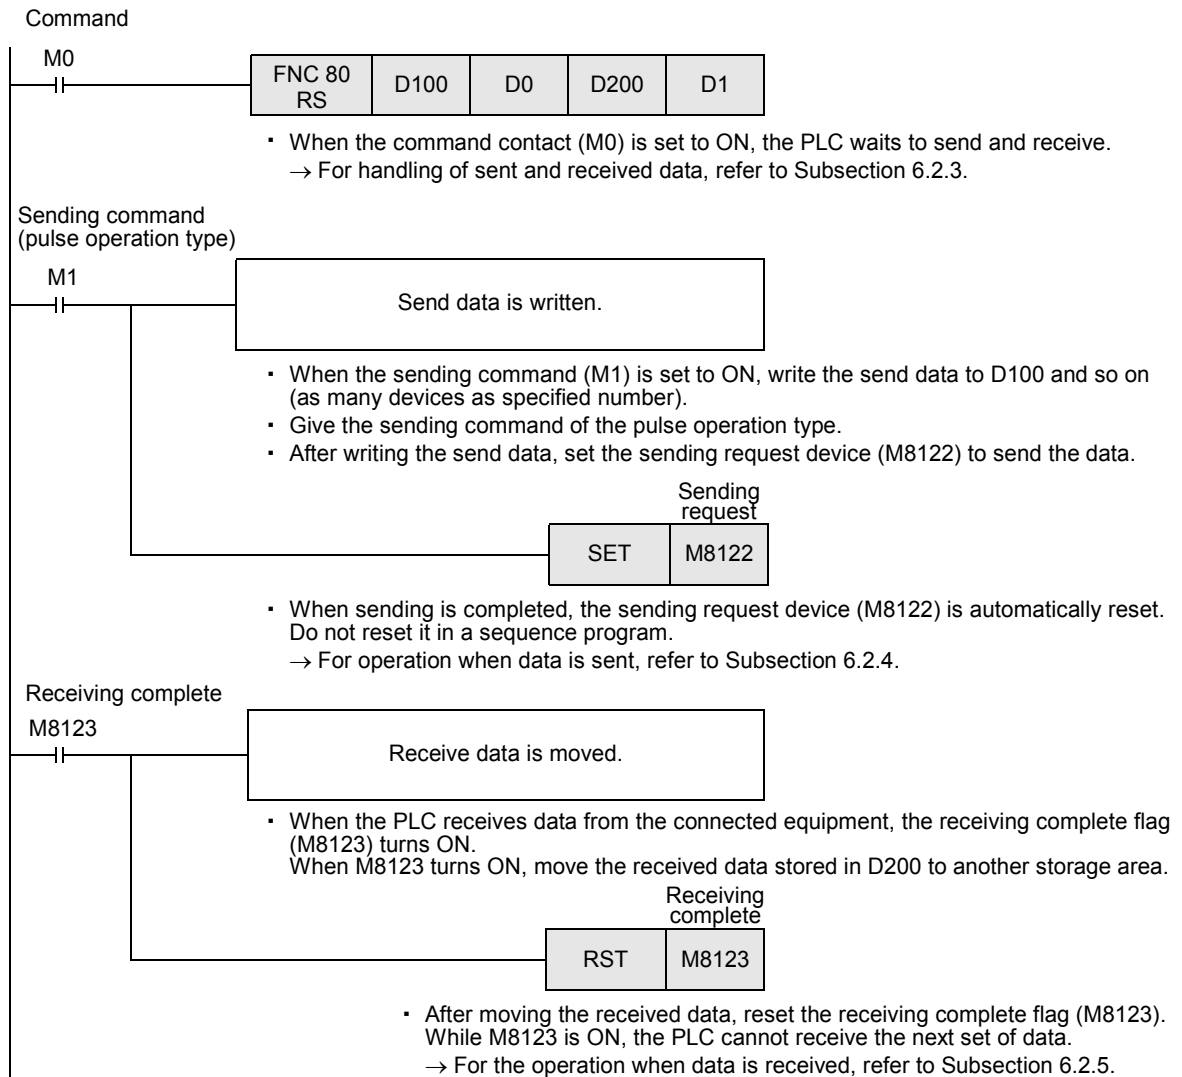 Command
M0
FNC 80
RS
D100
D0
D200
D1
▪ When the command contact (M0) is set to ON, the PLC waits to send and receive.
→ For handling of sent and received data, refer to Subsection 6.2.3.
Sending command
(pulse operation type)
M1
Send data is written.
▪ When the sending command (M1) is set to ON, write the send data to D100 and so on
(as many devices as specified number).
▪ Give the sending command of the pulse operation type.
▪ After writing the send data, set the sending request device (M8122) to send the data.
Sending
request
SET
M8122
▪ When sending is completed, the sending request device (M8122) is automatically reset.
Do not reset it in a sequence program.
→ For operation when data is sent, refer to Subsection 6.2.4.
Receiving complete
M8123
Receive data is moved.
▪ When the PLC receives data from the connected equipment, the receiving complete flag
(M8123) turns ON.
When M8123 turns ON, move the received data stored in D200 to another storage area.
Receiving
complete
RST
M8123
▪ After moving the received data, reset the receiving complete flag (M8123).
While M8123 is ON, the PLC cannot receive the next set of data.
→ For the operation when data is received, refer to Subsection 6.2.5.